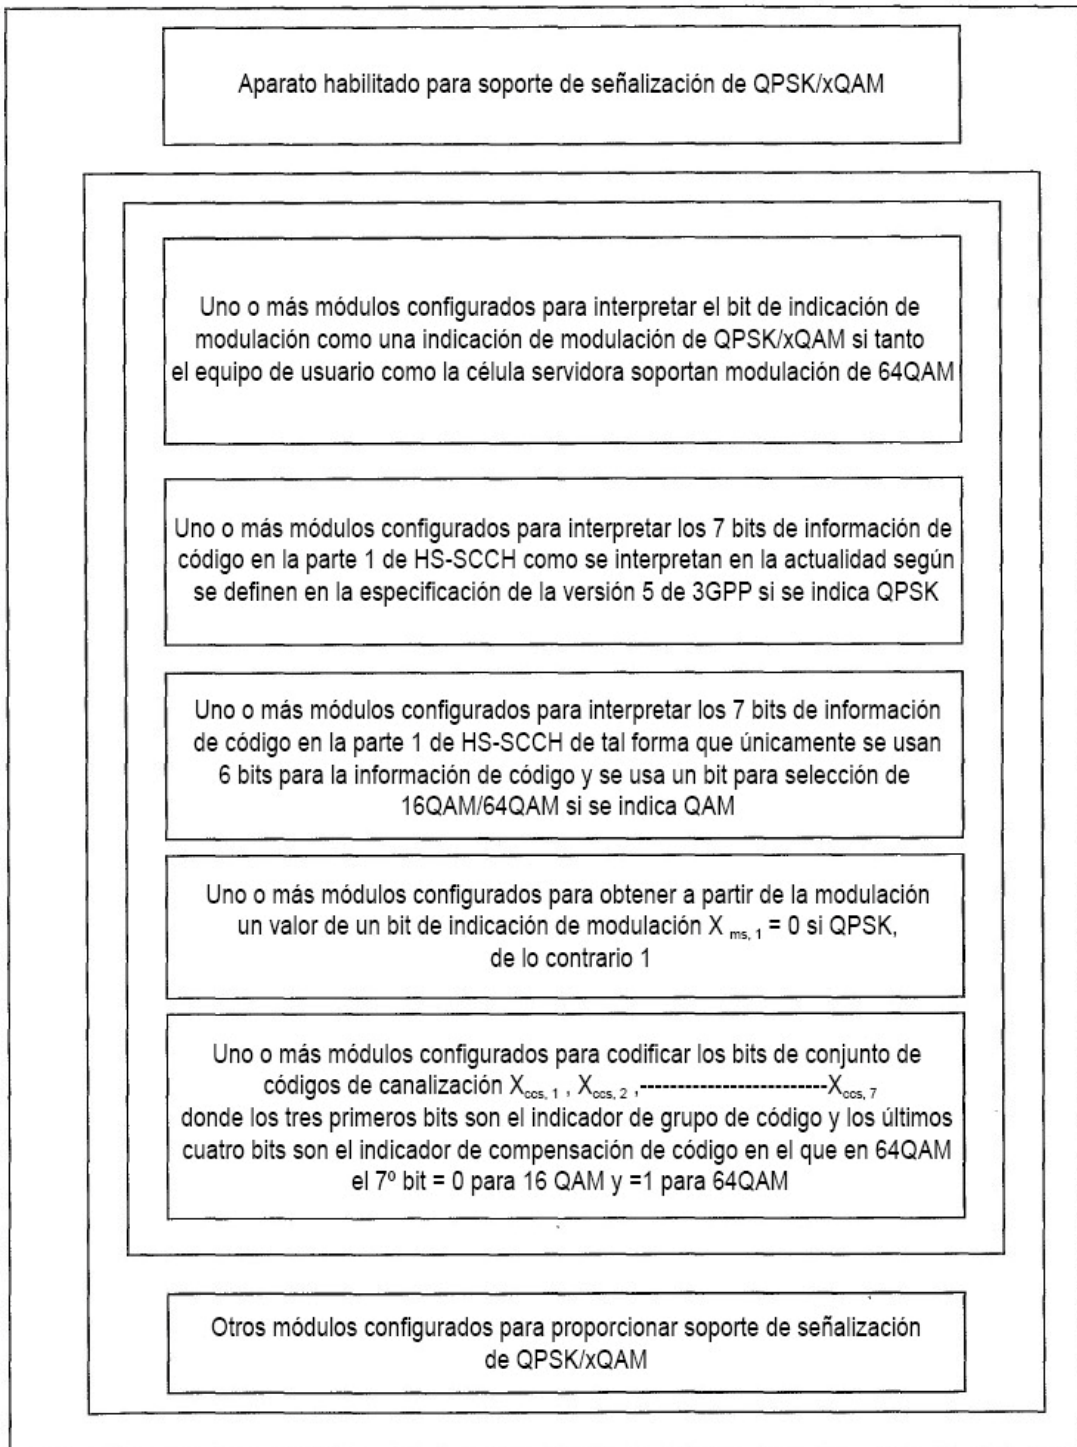 Aparato habilitado para soporte de señalización de QPSK/xQAM
Uno o más módulos configurados para interpretar el bit de indicación de
modulación como una indicación de modulación de QPSK/xQAM si tanto
el equipo de usuario como la célula servidora soportan modulación de 64QAM
Uno o más módulos configurados para interpretar los 7 bits de información de
código en la parte 1 de HS-SCCH como se interpretan en la actualidad según
se definen en la especificación de la versión 5 de 3GPP si se indica QPSK
Uno o más módulos configurados para interpretar los 7 bits de información
de código en la parte 1 de HS-SCCH de tal forma que únicamente se usan
6 bits para la información de código y se usa un bit para selección de
16QAM/64QAM si se indica QAM
Uno o más módulos configurados para obtener a partir de la modulación
un valor de un bit de indicación de modulación X ms, 1 = 0 si QPSK,
de lo contrario 1
Uno o más módulos configurados para codificar los bits de conjunto de
códigos de canalización Xccs, 1 , Xccs, 2 ,-------------------------Xccs, 7
donde los tres primeros bits son el indicador de grupo de código y los últimos
cuatro bits son el indicador de compensación de código en el que en 64QAM
el 7º bit = 0 para 16 QAM y =1 para 64QAM
Otros módulos configurados para proporcionar soporte de señalización
de QPSK/xQAM